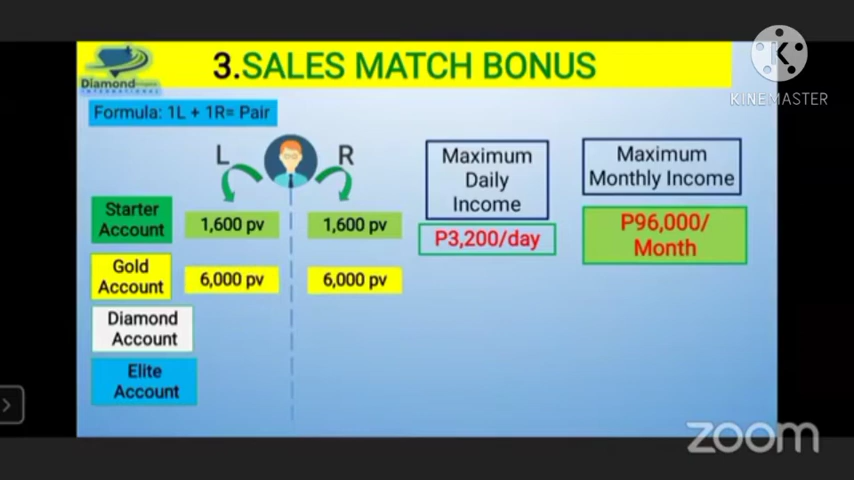 3.SALES MATCH BONUS
Diamond
INTERNATIONAL
KINEMASTER
Formula: 1L + 1R= Pair
L
R
Maximum
Daily
Income
Maximum
Monthly Income
Starter
Account
1,600 pv
1,600 pv
P3,200/day
P96,000/
Month
Gold
Account
6,000 pv
6,000 pv
Diamond
Account
Elite
Account
zoom